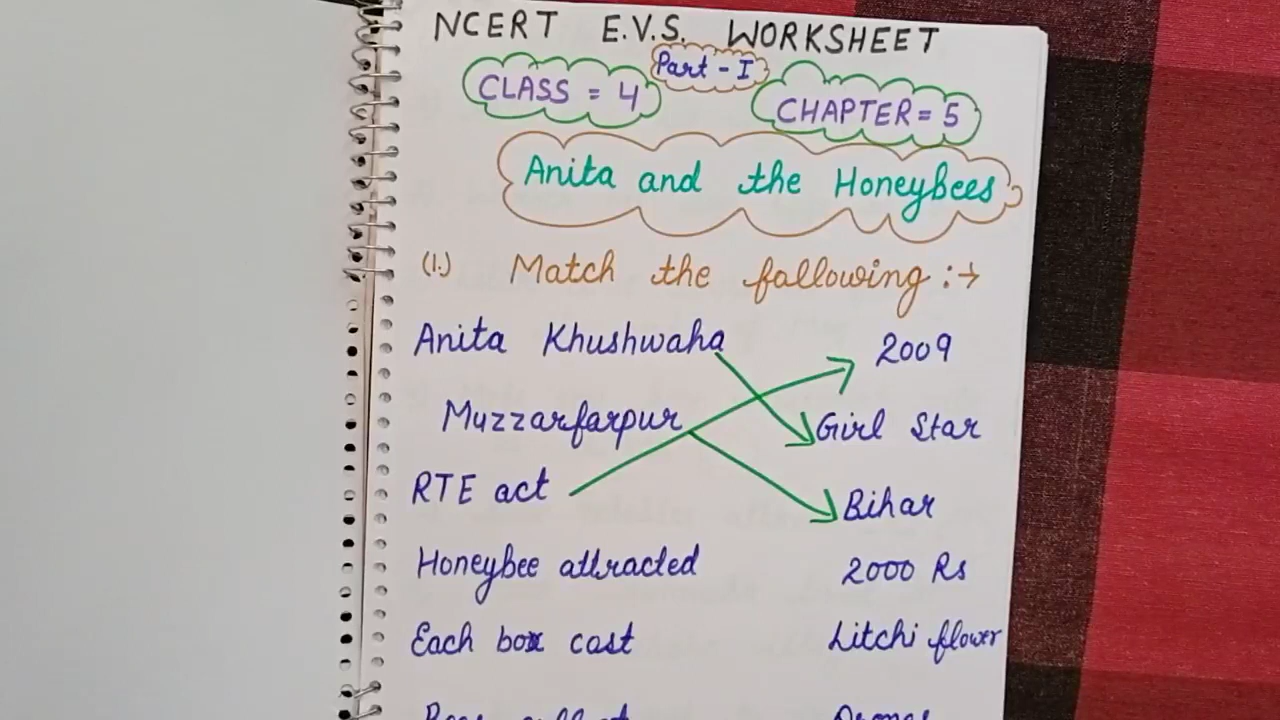 NCERT E.V.S. WORKSHEET
Part - I
CLASS = 4
CHAPTER = 5
Anita and the Honeybees
(1.) Match the following :→
Anita Khushwaha 2009
Muzzarfarpur Girl Star
RTE act Bihar
Honeybee attracted 2000 Rs
Each box cost Litchi flower